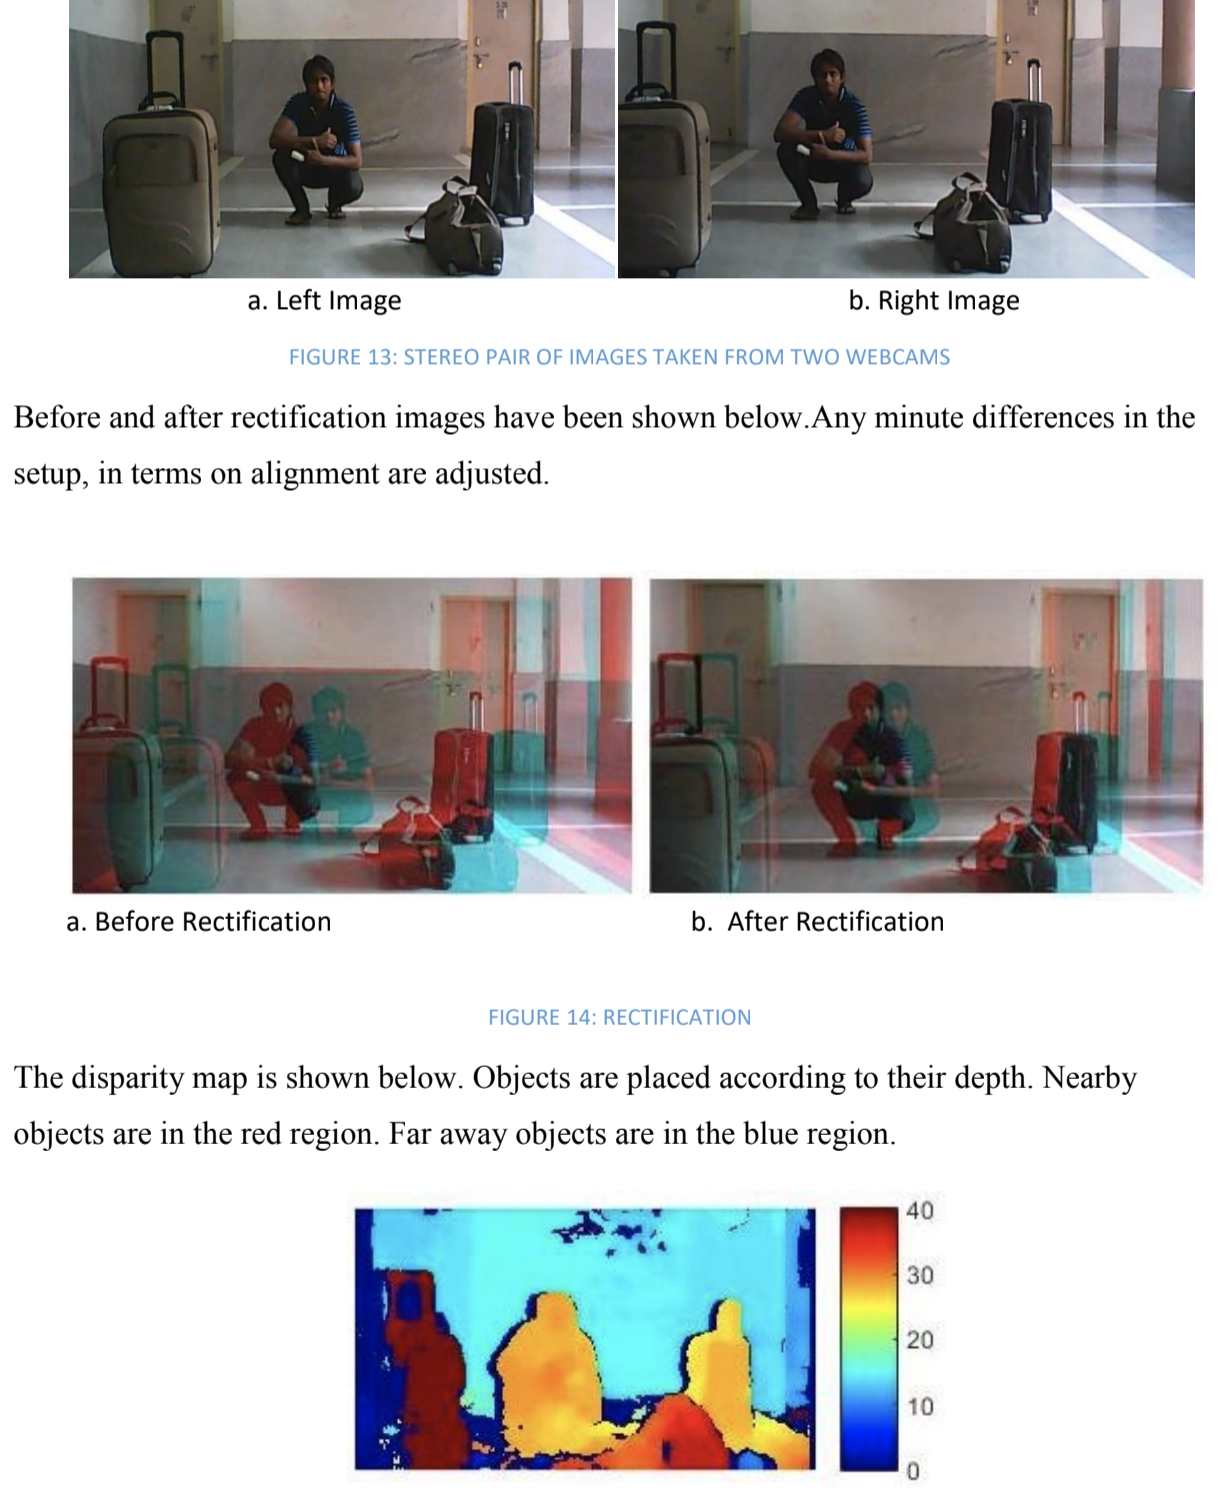 a. Left Image
b. Right Image
FIGURE 13: STEREO PAIR OF IMAGES TAKEN FROM TWO WEBCAMS
Before and after rectification images have been shown below.Any minute differences in the
setup, in terms on alignment are adjusted.
a. Before Rectification
b. After Rectification
FIGURE 14: RECTIFICATION
The disparity map is shown below. Objects are placed according to their depth. Nearby
objects are in the red region. Far away objects are in the blue region.
40
30
20
10
0